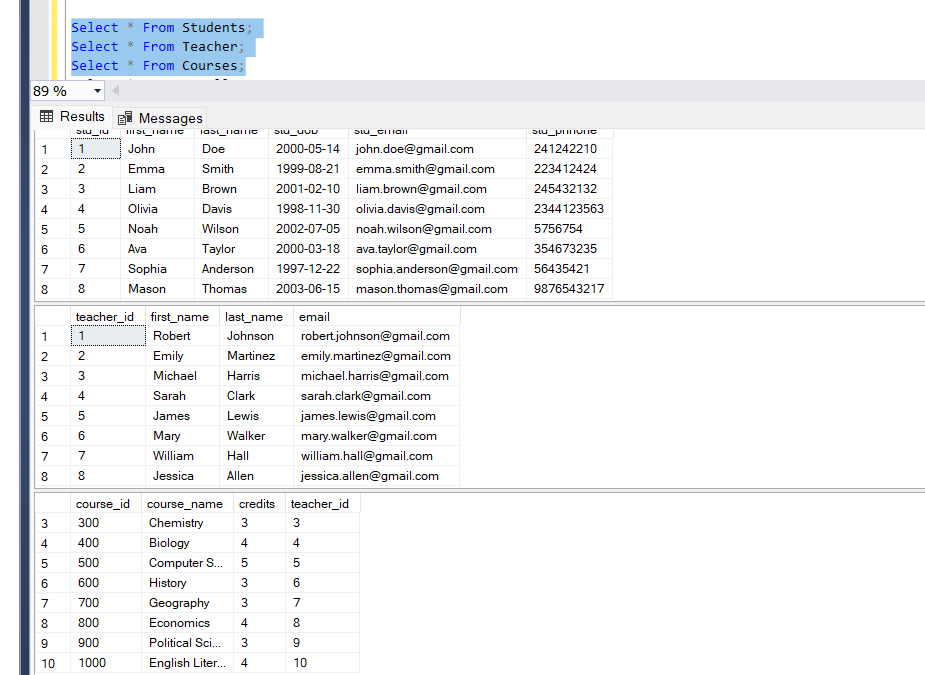 Select * From Students;
Select * From Teacher;
Select * From Courses;
89 %
Results Messages
stu_id first_name last_name stu_dob stu_email stu_phhone
1 1 John Doe 2000-05-14 john.doe@gmail.com 241242210
2 2 Emma Smith 1999-08-21 emma.smith@gmail.com 223412424
3 3 Liam Brown 2001-02-10 liam.brown@gmail.com 245432132
4 4 Olivia Davis 1998-11-30 olivia.davis@gmail.com 2344123563
5 5 Noah Wilson 2002-07-05 noah.wilson@gmail.com 5756754
6 6 Ava Taylor 2000-03-18 ava.taylor@gmail.com 354673235
7 7 Sophia Anderson 1997-12-22 sophia.anderson@gmail.com 56435421
8 8 Mason Thomas 2003-06-15 mason.thomas@gmail.com 9876543217
teacher_id first_name last_name email
1 1 Robert Johnson robert.johnson@gmail.com
2 2 Emily Martinez emily.martinez@gmail.com
3 3 Michael Harris michael.harris@gmail.com
4 4 Sarah Clark sarah.clark@gmail.com
5 5 James Lewis james.lewis@gmail.com
6 6 Mary Walker mary.walker@gmail.com
7 7 William Hall william.hall@gmail.com
8 8 Jessica Allen jessica.allen@gmail.com
course_id course_name credits teacher_id
3 300 Chemistry 3 3
4 400 Biology 4 4
5 500 Computer S... 5 5
6 600 History 3 6
7 700 Geography 3 7
8 800 Economics 4 8
9 900 Political Sci... 3 9
10 1000 English Liter... 4 10